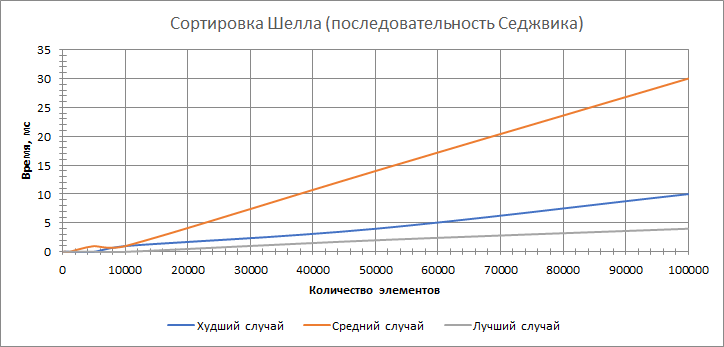 Сортировка Шелла (последовательность Седжвика)
35
30
25
20
15
10
5
0
Время, мс
0 10000 20000 30000 40000 50000 60000 70000 80000 90000 100000
Количество элементов
Худший случай Средний случай Лучший случай